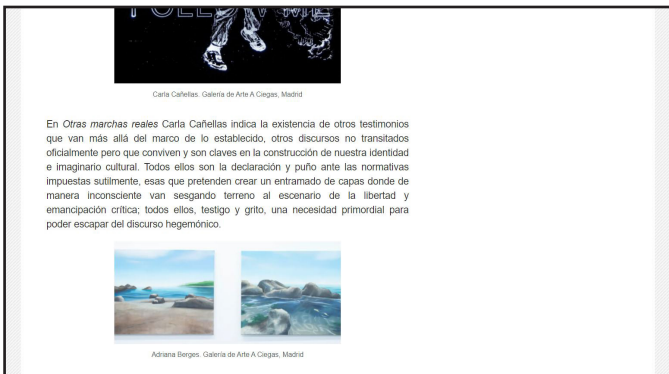 FOLLOW ME
Carla Cañellas. Galería de Arte A Ciegas, Madrid
En Otras marchas reales Carla Cañellas indica la existencia de otros testimonios
que van más allá del marco de lo establecido, otros discursos no transitados
oficialmente pero que conviven y son claves en la construcción de nuestra identidad
e imaginario cultural. Todos ellos son la declaración y puño ante las normativas
impuestas sutilmente, esas que pretenden crear un entramado de capas donde de
manera inconsciente van sesgando terreno al escenario de la libertad y
emancipación crítica; todos ellos, testigo y grito, una necesidad primordial para
poder escapar del discurso hegemónico.
Adriana Berges. Galería de Arte A Ciegas, Madrid